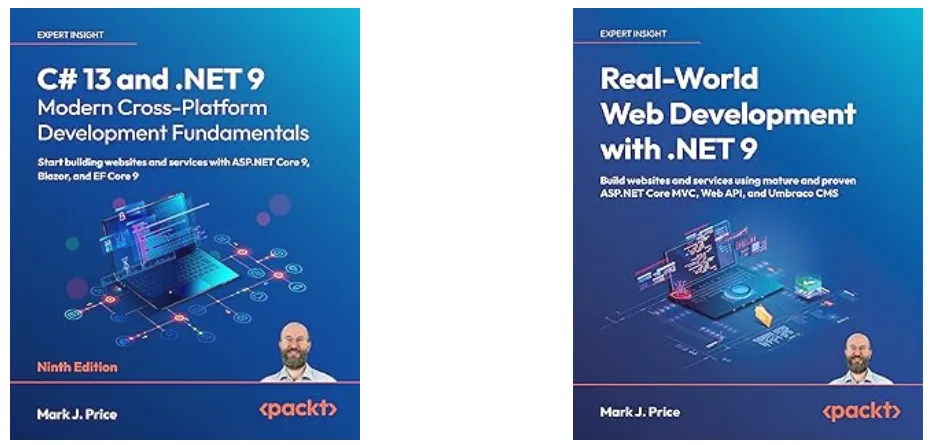 EXPERT INSIGHT
C# 13 and .NET 9
Modern Cross-Platform
Development Fundamentals
Start building websites and services with ASP.NET Core 9,
Blazor, and EF Core 9
Ninth Edition
Mark J. Price
<packt>
EXPERT INSIGHT
Real-World
Web Development
with .NET 9
Build websites and services using mature and proven
ASP.NET Core MVC, Web API, and Umbraco CMS
Mark J. Price
<packt>